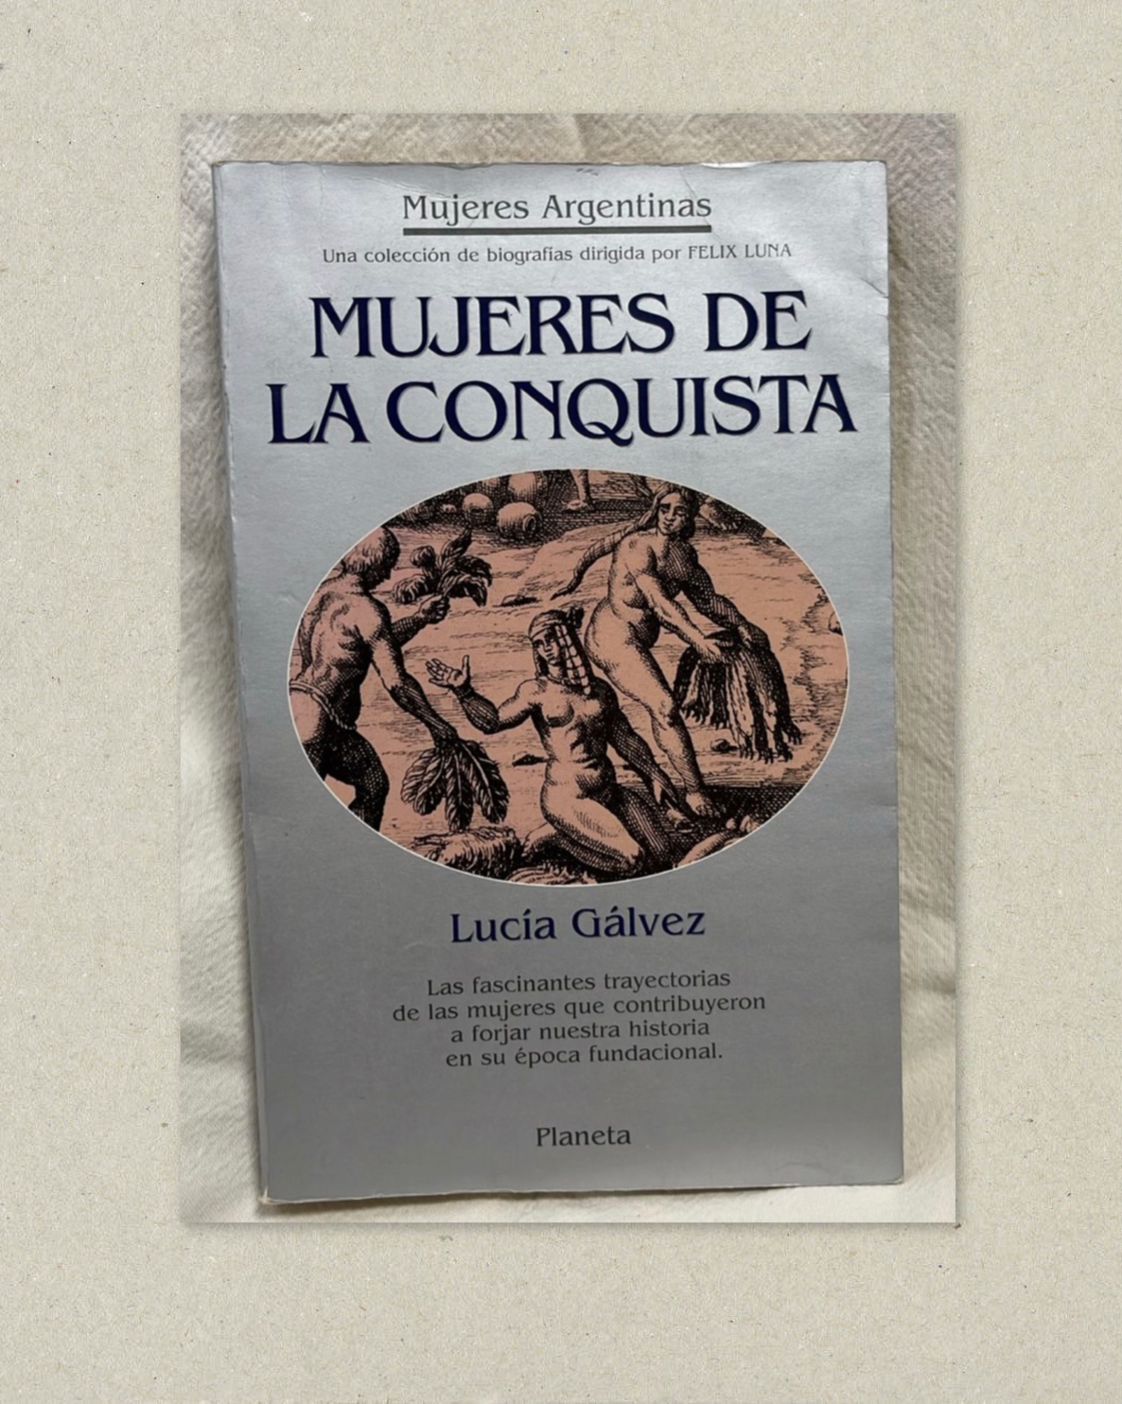 Mujeres Argentinas
Una colección de biografías dirigida por FELIX LUNA
MUJERES DE
LA CONQUISTA
Lucía Gálvez
Las fascinantes trayectorias
de las mujeres que contribuyeron
a forjar nuestra historia
en su época fundacional.
Planeta